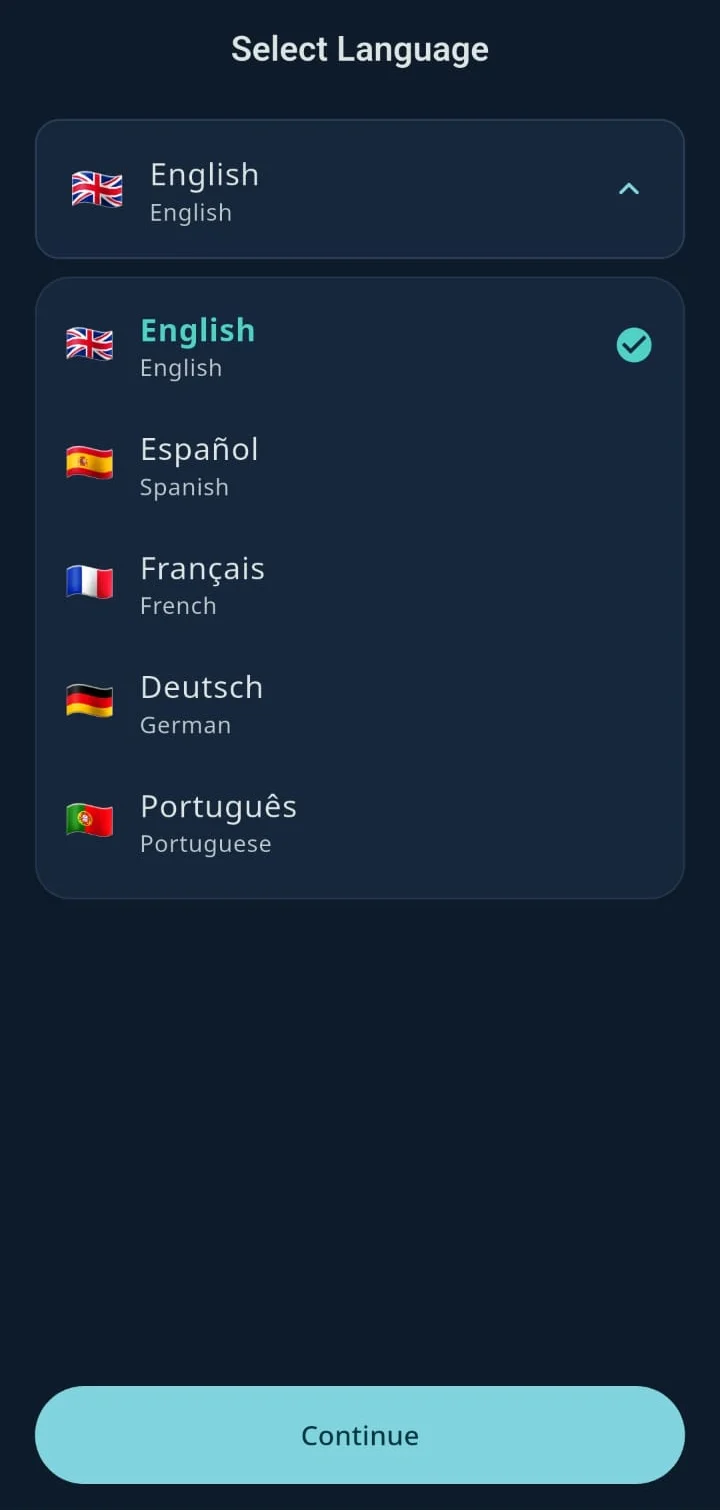 Select Language
English
English
English
English
Español
Spanish
Français
French
Deutsch
German
Português
Portuguese
Continue